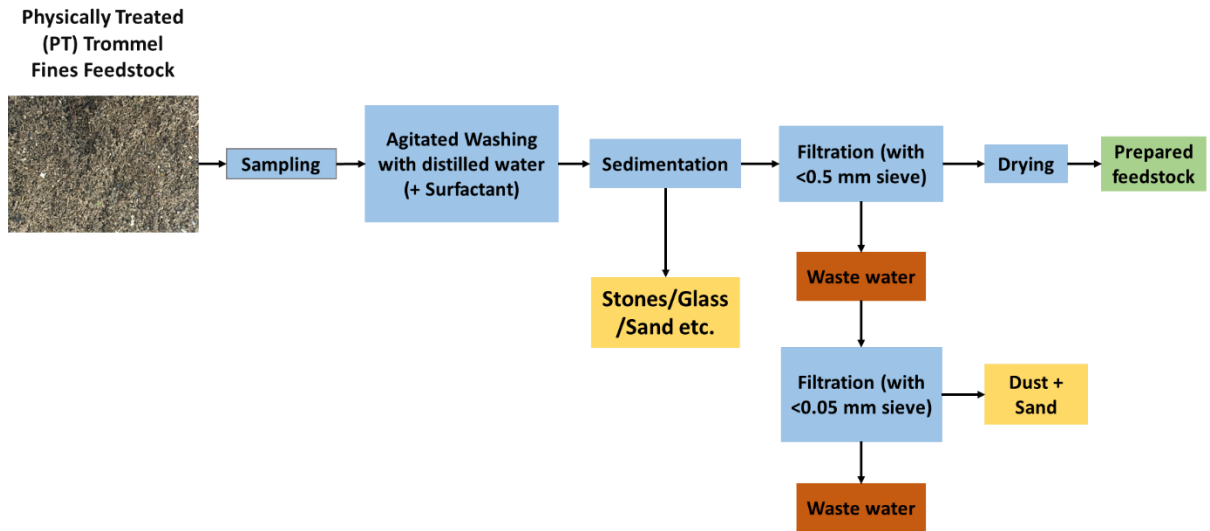 Physically Treated
(PT) Trommel
Fines Feedstock
Sampling
Agitated Washing
with distilled water
(+ Surfactant)
Sedimentation
Filtration (with
<0.5 mm sieve)
Drying
Prepared
feedstock
Stones/Glass
/Sand etc.
Waste water
Filtration (with
<0.05 mm sieve)
Dust +
Sand
Waste water